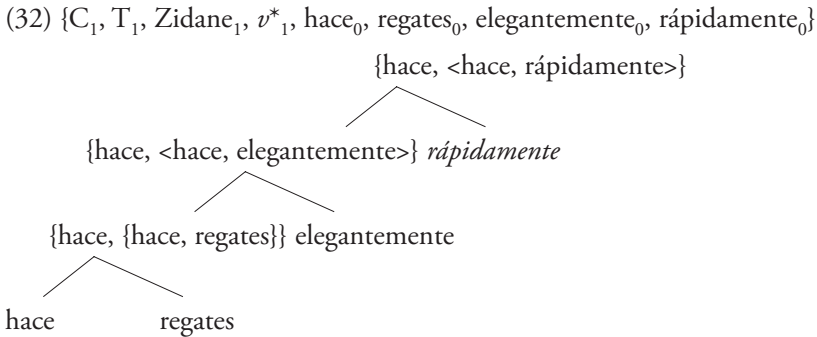 (32) {C₁, T₁, Zidane₁, v*₁, hace₀, regates₀, elegantemente₀, rápidamente₀}
{hace, <hace, rápidamente>}
{hace, <hace, elegantemente>} rápidamente
{hace, {hace, regates}} elegantemente
hace regates